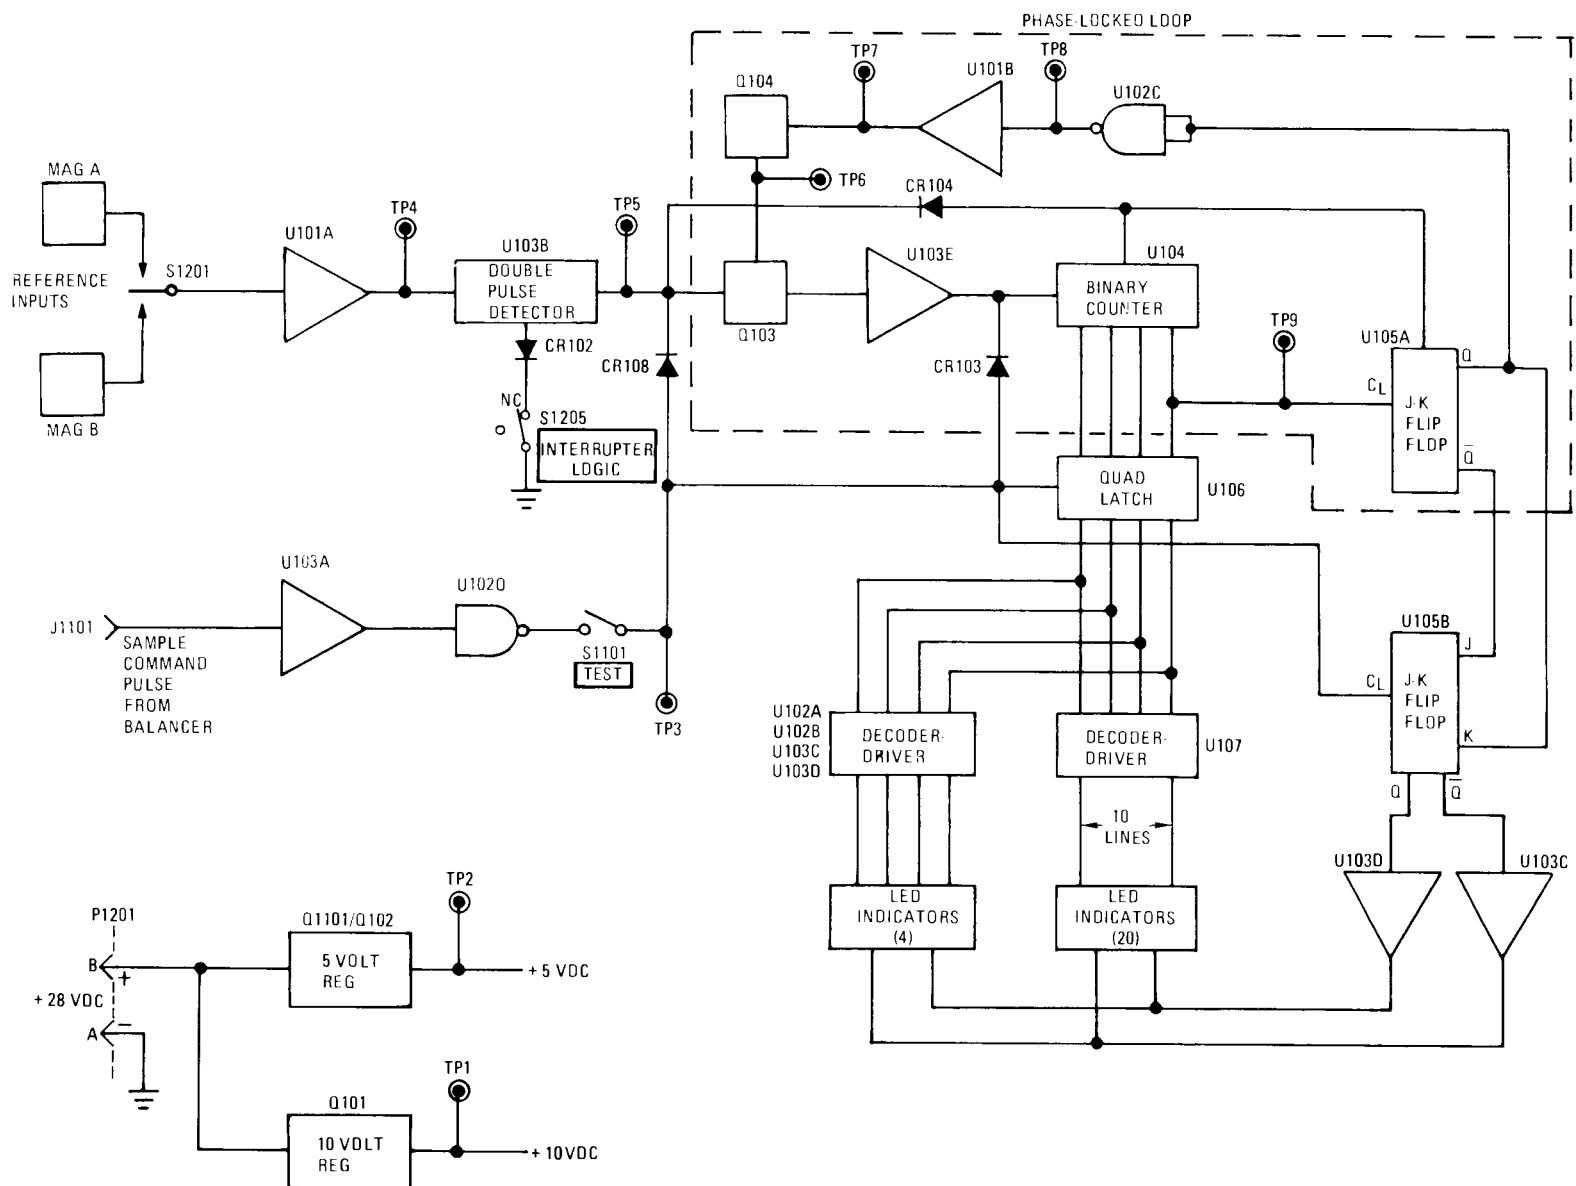 PHASE-LOCKED LOOP
TP7
TP8
Q104
U101B
U102C
TP6
CR104
MAG A
REFERENCE
INPUTS
S1201
MAG B
U101A
TP4
U103B
DOUBLE
PULSE
DETECTOR
TP5
CR102
NC
S1205
INTERRUPTER
LOGIC
CR108
Q103
U103E
CR103
U104
BINARY
COUNTER
TP9
U105A
Q
CL
J-K
FLIP
FLOP
Q
QUAD
LATCH
U106
J1101
SAMPLE
COMMAND
PULSE
FROM
BALANCER
U103A
U102D
S1101
TEST
TP3
U105B
J
CL
J-K
FLIP
FLOP
K
Q
Q
U102A
U102B
U103C
U103D
DECODER-
DRIVER
DECODER-
DRIVER
U107
10
LINES
U103D
U103C
LED
INDICATORS
(4)
LED
INDICATORS
(20)
P1201
B
+
+ 28 VDC
A
−
Q1101/Q102
5 VOLT
REG
TP2
+ 5 VDC
Q101
10 VOLT
REG
TP1
+ 10VDC